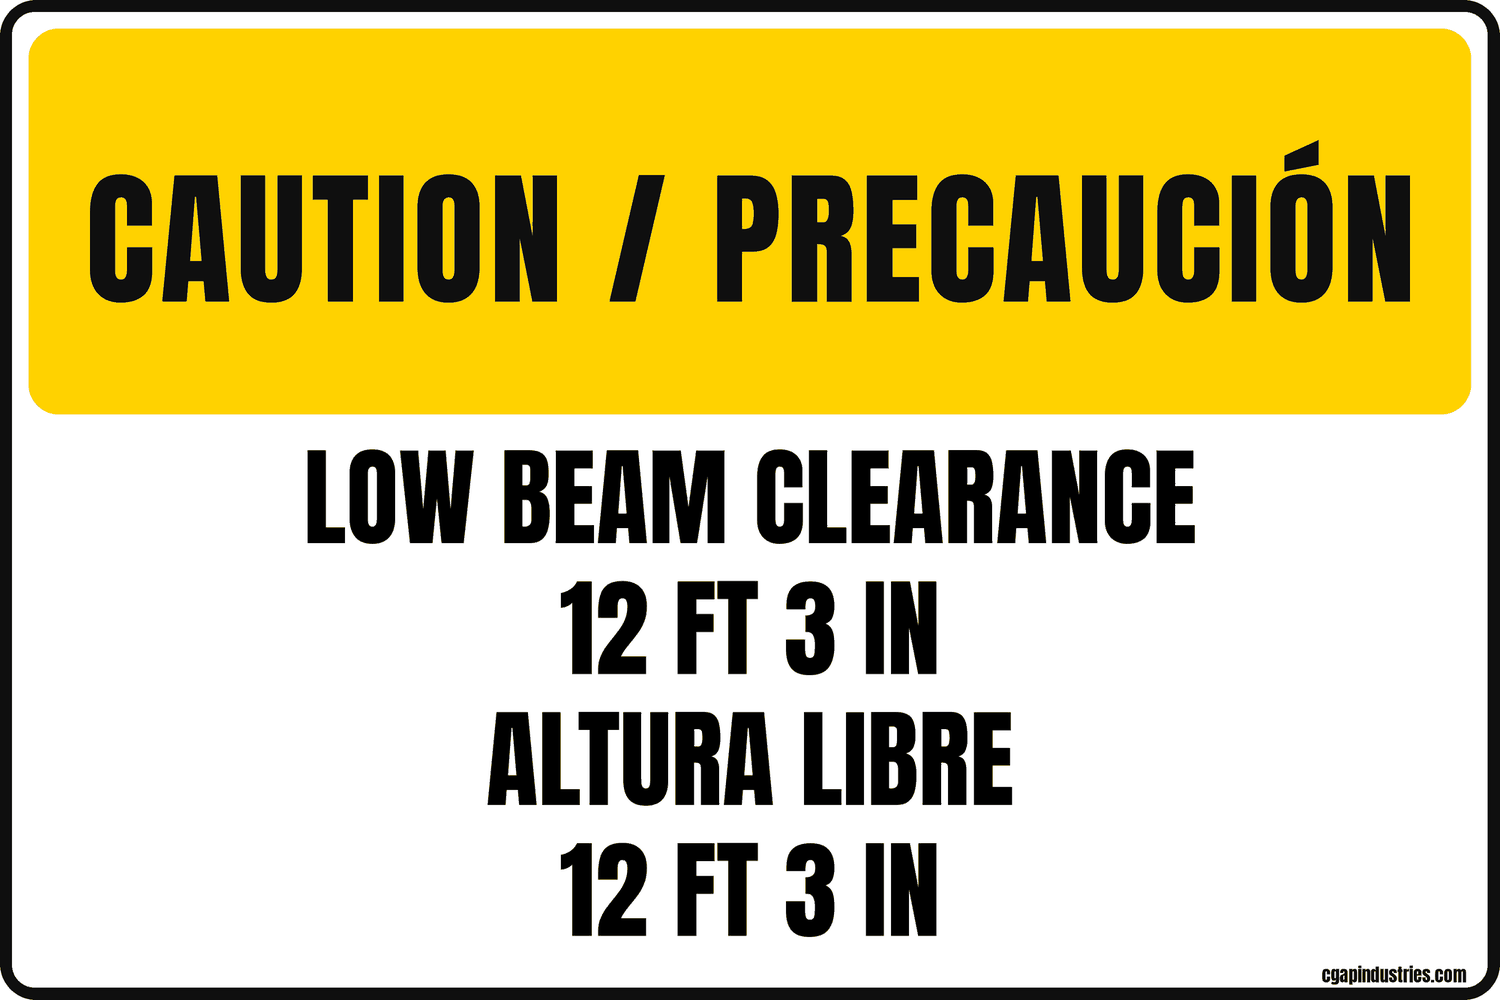 CAUTION / PRECAUCIÓN
LOW BEAM CLEARANCE
12 FT 3 IN
ALTURA LIBRE
12 FT 3 IN
cgapindustries.com